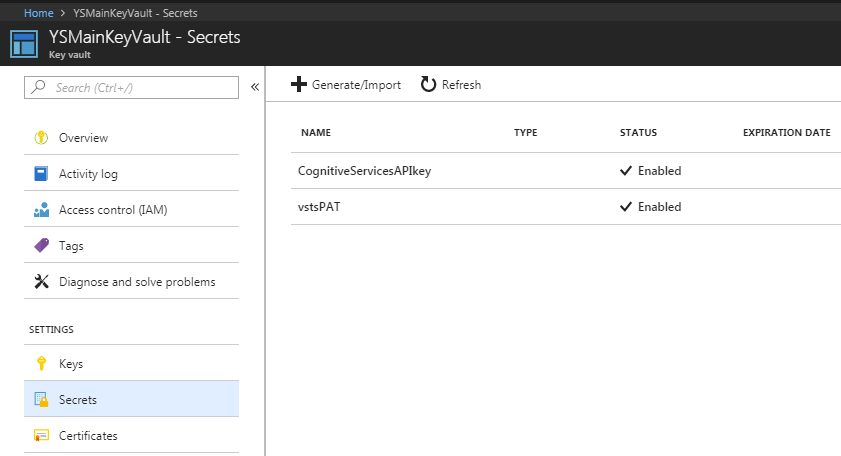 Home > YSMainKeyVault - Secrets
YSMainKeyVault - Secrets
Key vault
Search (Ctrl+/)
«
Overview
Activity log
Access control (IAM)
Tags
Diagnose and solve problems
SETTINGS
Keys
Secrets
Certificates
Generate/Import Refresh
NAME TYPE STATUS EXPIRATION DATE
CognitiveServicesAPIkey Enabled
vstsPAT Enabled